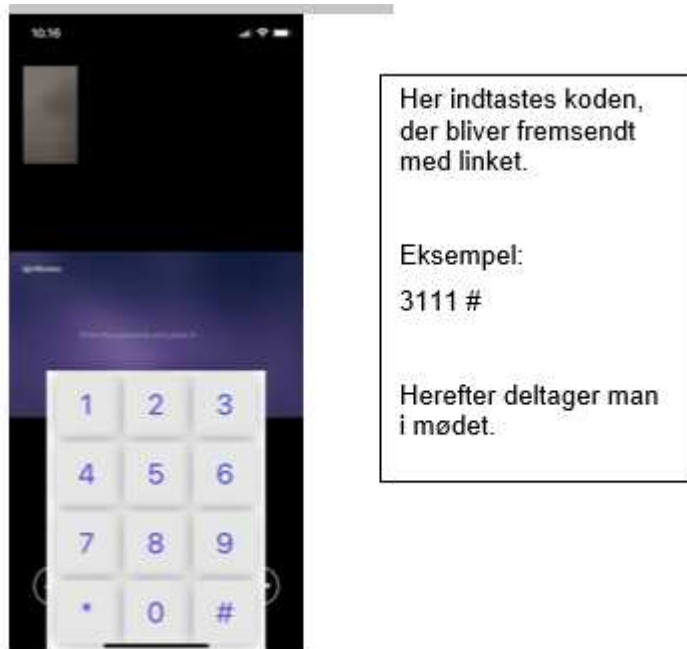 10.16
1 2 3
4 5 6
7 8 9
* 0 #
Her indtastes koden,
der bliver fremsendt
med linket.
Eksempel:
3111 #
Herefter deltager man
i mødet.